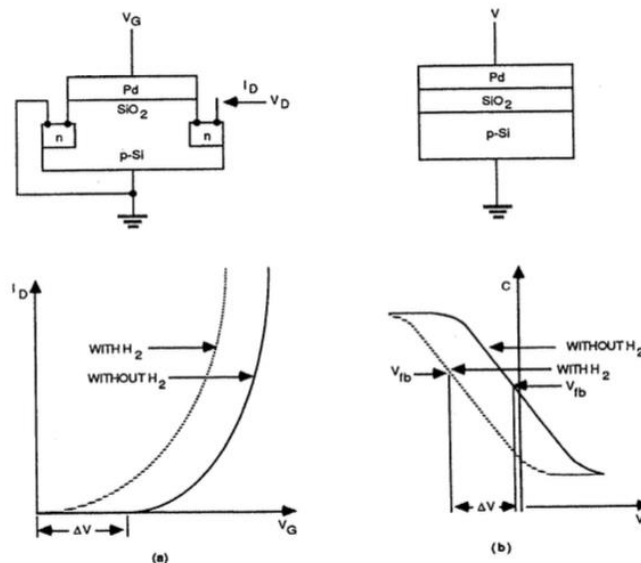 V_G
I_D
Pd
SiO_2
V_D
n
n
p-Si
V
Pd
SiO_2
p-Si
I_D
WITH H_2
WITHOUT H_2
ΔV
V_G
(a)
C
WITHOUT H_2
V_fb
WITH H_2
V_fb
ΔV
V
(b)